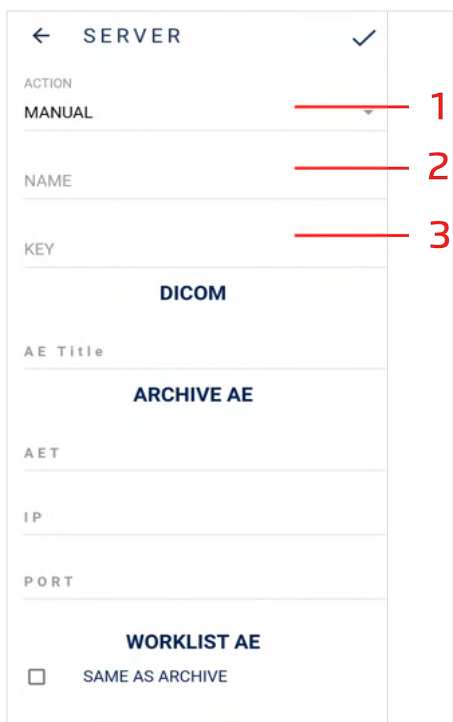 SERVER
ACTION
MANUAL
1
2
NAME
3
KEY
DICOM
AE Title
ARCHIVE AE
AET
IP
PORT
WORKLIST AE
SAME AS ARCHIVE